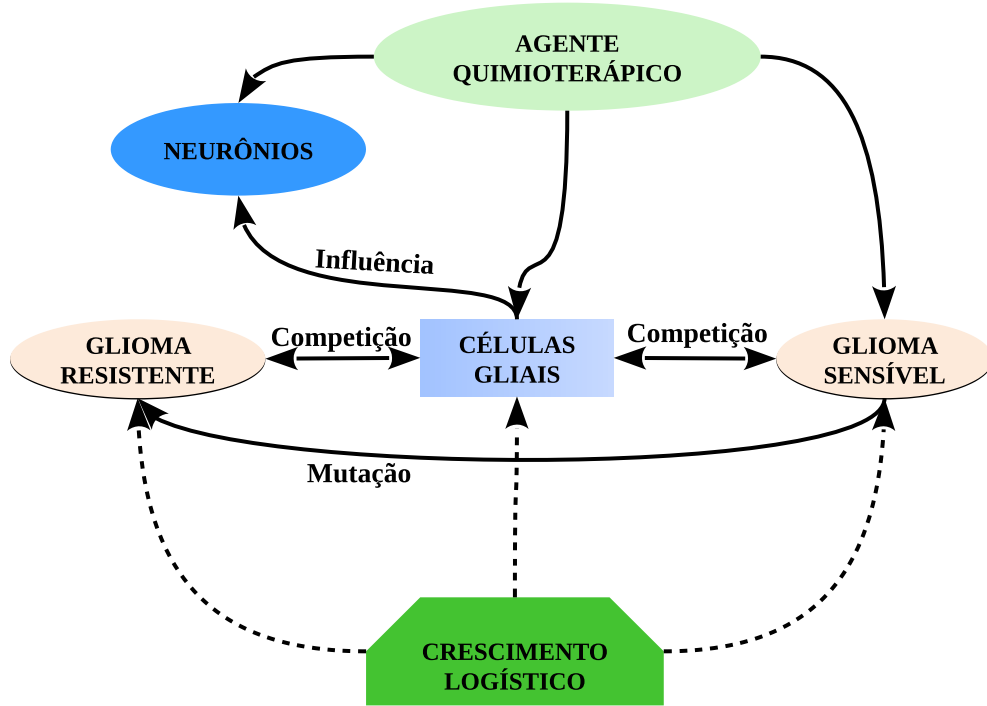 AGENTE
QUIMIOTERÁPICO
NEURÔNIOS
Influência
Competição
Competição
GLIOMA
RESISTENTE
CÉLULAS
GLIAIS
GLIOMA
SENSÍVEL
Mutação
CRESCIMENTO
LOGÍSTICO